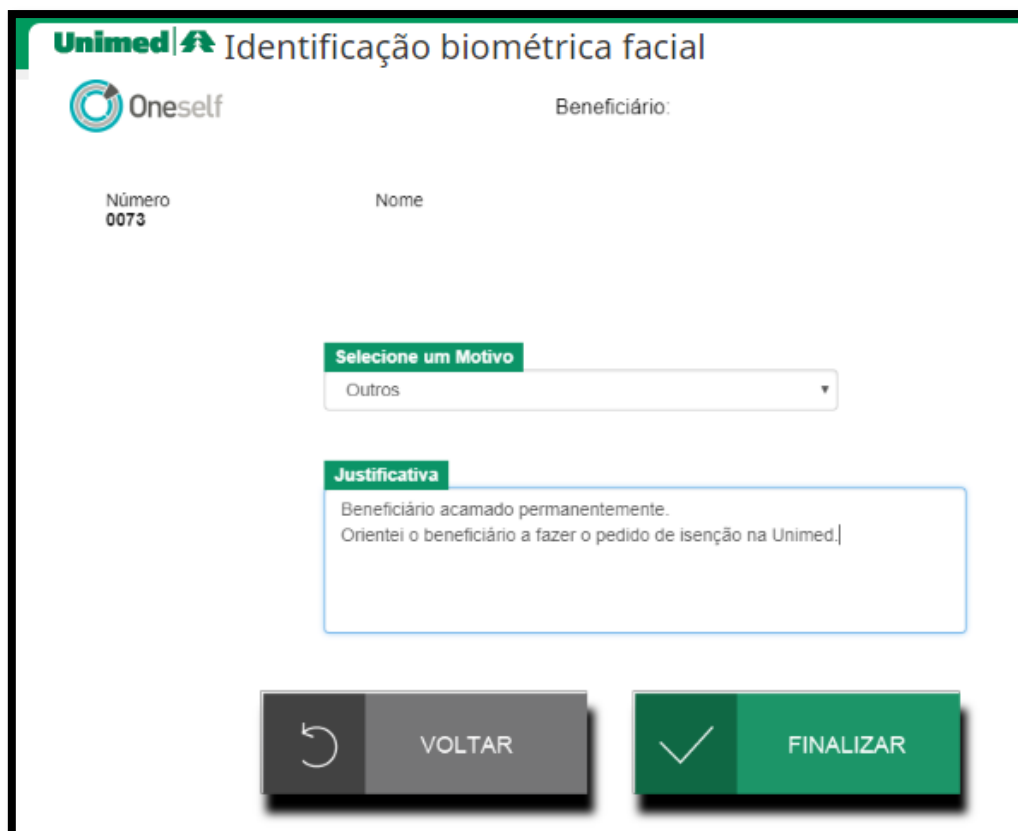 Unimed Identificação biométrica facial
Oneself
Beneficiário:
Número
Nome
0073
Selecione um Motivo
Outros
Justificativa
Beneficiário acamado permanentemente.
Orientei o beneficiário a fazer o pedido de isenção na Unimed.
VOLTAR
FINALIZAR